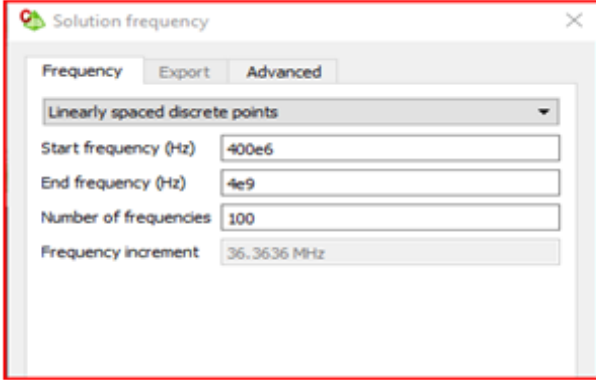 Solution frequency
Frequency Export Advanced
Linearly spaced discrete points
Start frequency (Hz) 400e6
End frequency (Hz) 4e9
Number of frequencies 100
Frequency increment 36.3636 MHz